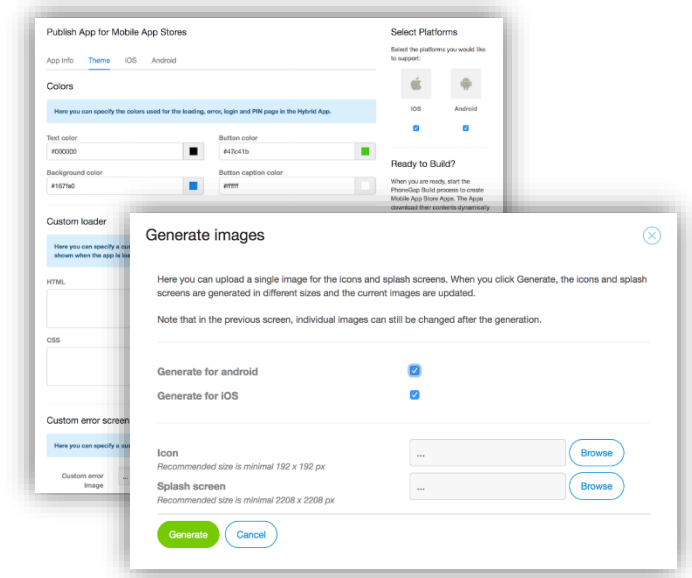 Publish App for Mobile App Stores
App Info Theme iOS Android
Colors
Here you can specify the colors used for the loading, error, login and PIN page in the Hybrid App.
Text color
#000000
Button color
#47c41b
Background color
Button caption color
#ffffff
Custom loader
Here you can specify a
shown when the app is
HTML
CSS
Custom error screen
Here you can specify a
Custom error
image
...
Select Platforms
Select the platforms you would like
to support:
iOS Android
Ready to Build?
When you are ready, start the
PhoneGap Build process to create
Mobile App Store Apps. The Apps
download their contents dynamically
Generate images
Here you can upload a single image for the icons and splash screens. When you click Generate, the icons and splash
screens are generated in different sizes and the current images are updated.
Note that in the previous screen, individual images can still be changed after the generation.
Generate for android
Generate for iOS
Icon
Recommended size is minimal 192 x 192 px
... Browse
Splash screen
Recommended size is minimal 2208 x 2208 px
... Browse
Generate Cancel